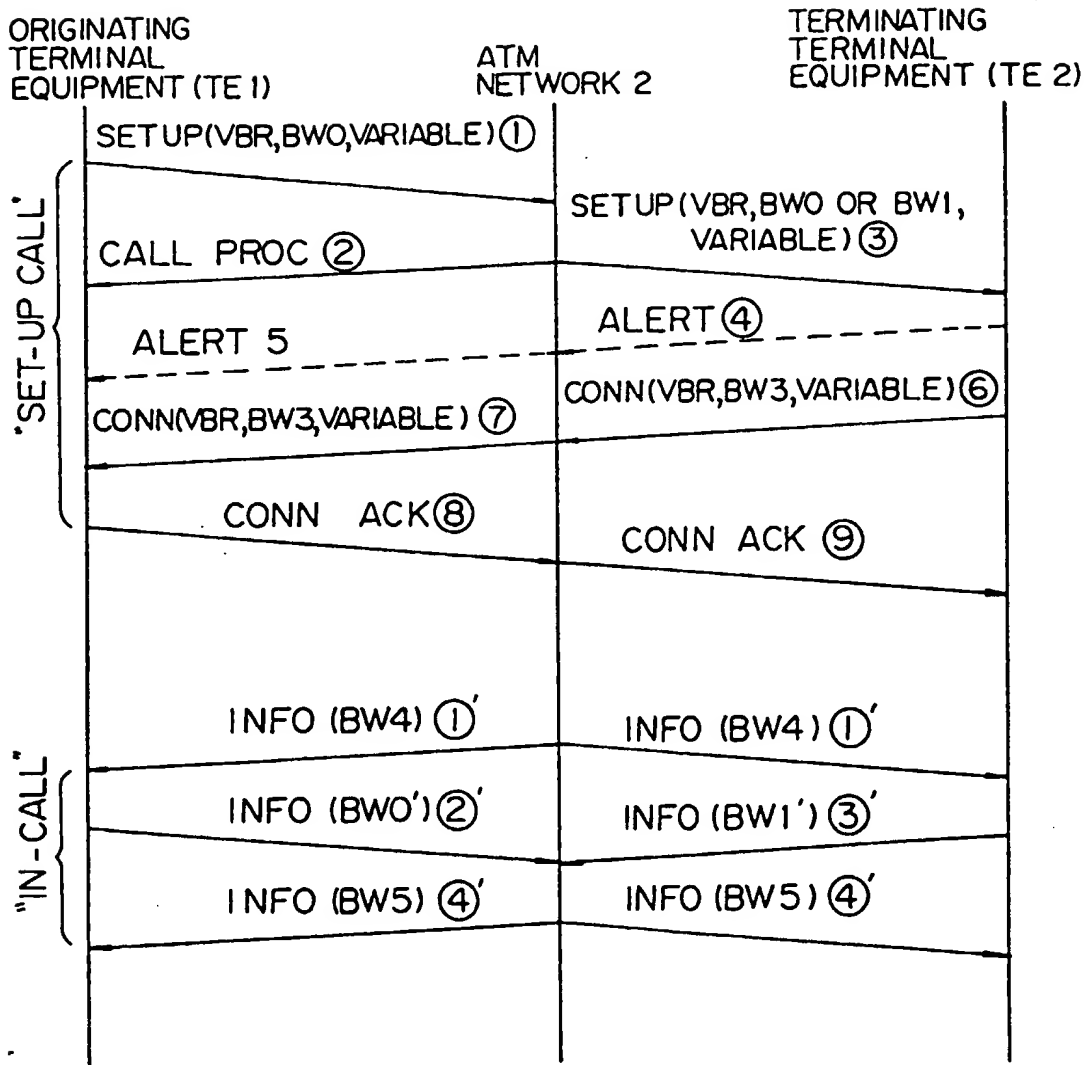 ORIGINATING
TERMINAL
EQUIPMENT (TE 1)
ATM
NETWORK 2
TERMINATING
TERMINAL
EQUIPMENT (TE 2)
SETUP(VBR,BWO,VARIABLE) ①
SETUP(VBR,BWO OR BW1,
VARIABLE) ③
CALL PROC ②
ALERT ④
ALERT 5
CONN(VBR,BW3,VARIABLE) ⑥
CONN(VBR,BW3,VARIABLE) ⑦
CONN ACK ⑧
CONN ACK ⑨
"SET-UP CALL"
INFO (BW4) ①'
INFO (BW4) ①'
INFO (BWO') ②'
INFO (BW1') ③'
INFO (BW5) ④'
INFO (BW5) ④'
"IN-CALL"